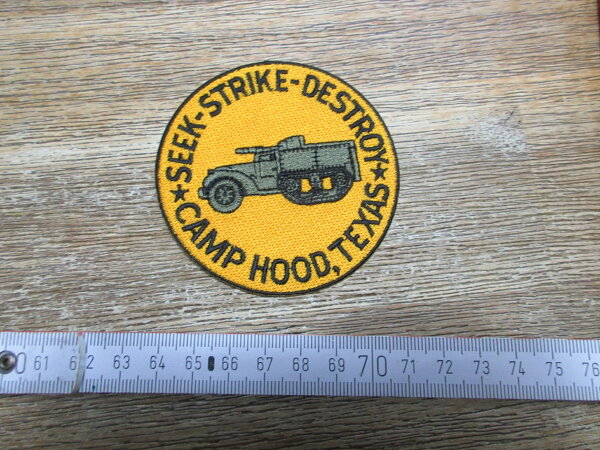 ★SEEK-STRIKE-DESTROY★
CAMP HOOD, TEXAS
0 61 62 63 64 65 66 67 68 69 70 71 72 73 74 75 76